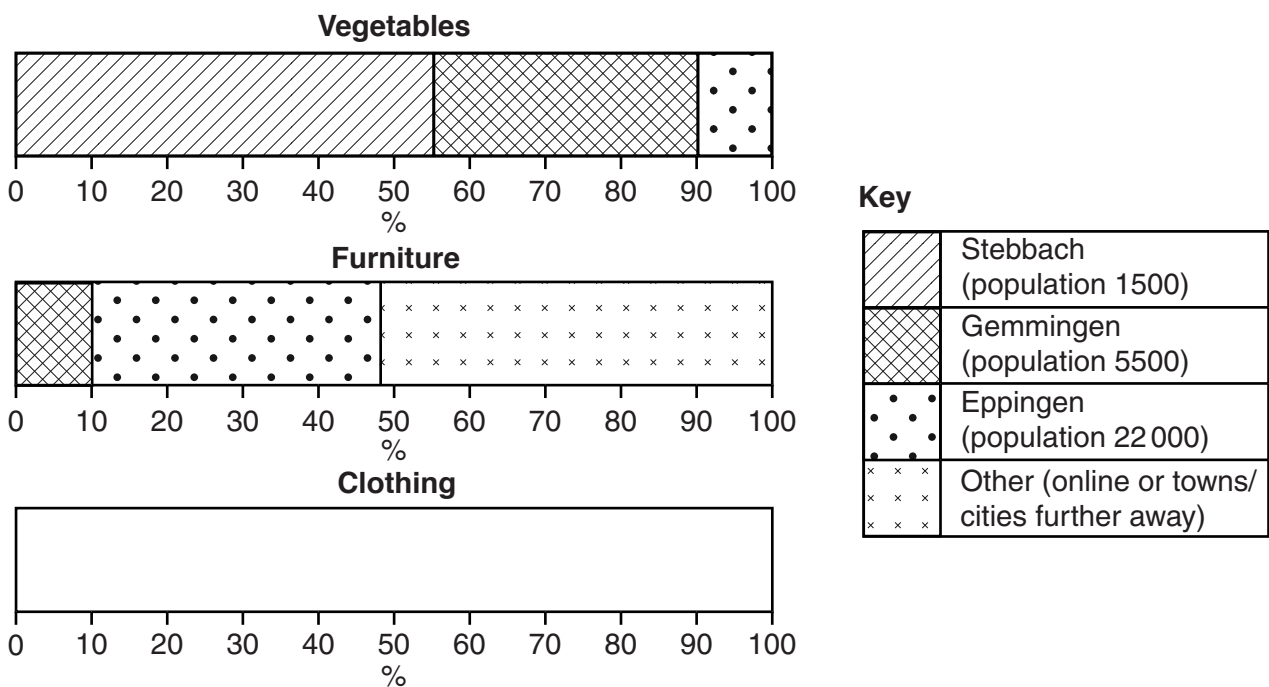 Vegetables
0 10 20 30 40 50 60 70 80 90 100
%
Furniture
0 10 20 30 40 50 60 70 80 90 100
%
Clothing
0 10 20 30 40 50 60 70 80 90 100
%
Key
Stebbach
(population 1500)
Gemmingen
(population 5500)
Eppingen
(population 22 000)
Other (online or towns/
cities further away)